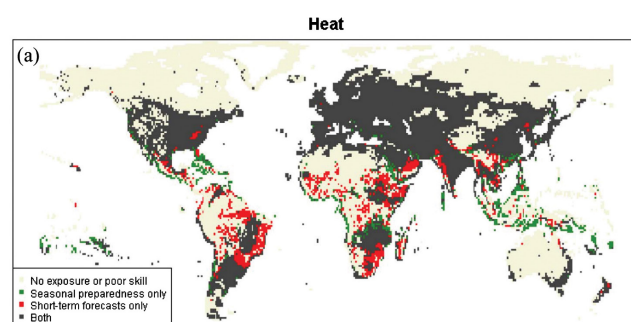 Heat
(a)
No exposure or poor skill
Seasonal preparedness only
Short-term forecasts only
Both